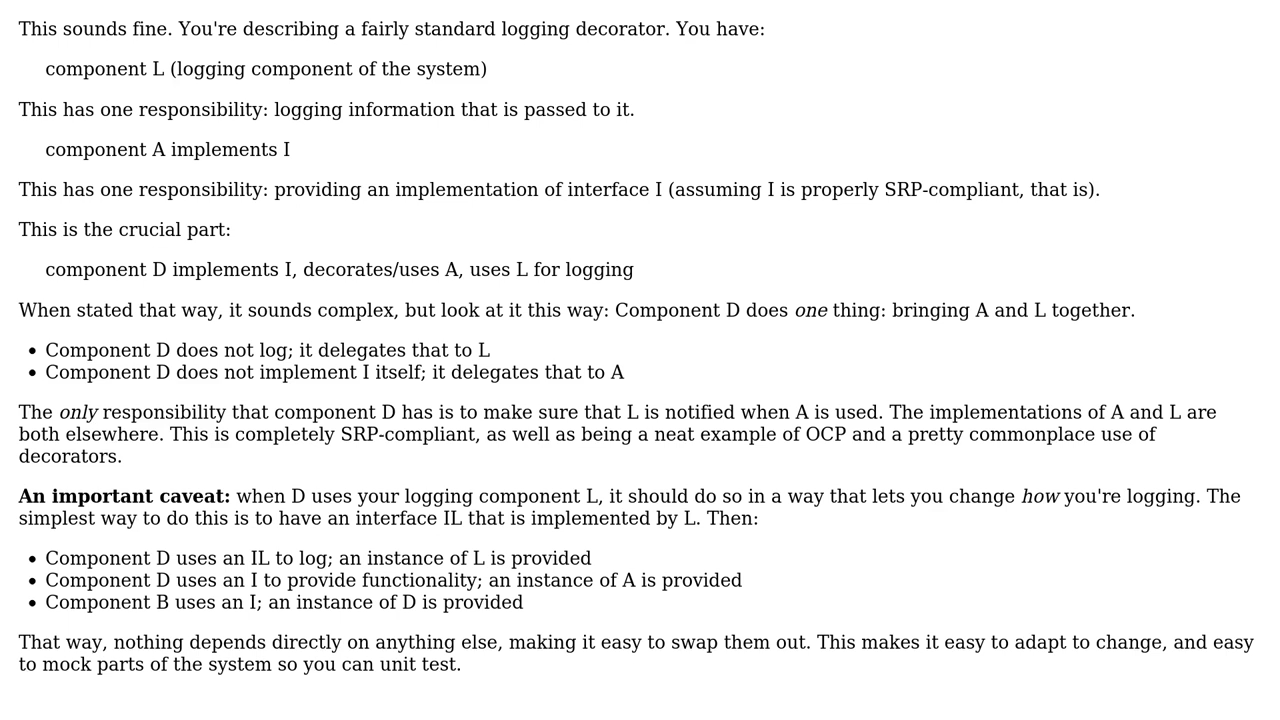 This sounds fine. You're describing a fairly standard logging decorator. You have:
component L (logging component of the system)
This has one responsibility: logging information that is passed to it.
component A implements I
This has one responsibility: providing an implementation of interface I (assuming I is properly SRP-compliant, that is).
This is the crucial part:
component D implements I, decorates/uses A, uses L for logging
When stated that way, it sounds complex, but look at it this way: Component D does one thing: bringing A and L together.
• Component D does not log; it delegates that to L
• Component D does not implement I itself; it delegates that to A
The only responsibility that component D has is to make sure that L is notified when A is used. The implementations of A and L are
both elsewhere. This is completely SRP-compliant, as well as being a neat example of OCP and a pretty commonplace use of
decorators.
An important caveat: when D uses your logging component L, it should do so in a way that lets you change how you're logging. The
simplest way to do this is to have an interface IL that is implemented by L. Then:
• Component D uses an IL to log; an instance of L is provided
• Component D uses an I to provide functionality; an instance of A is provided
• Component B uses an I; an instance of D is provided
That way, nothing depends directly on anything else, making it easy to swap them out. This makes it easy to adapt to change, and easy
to mock parts of the system so you can unit test.